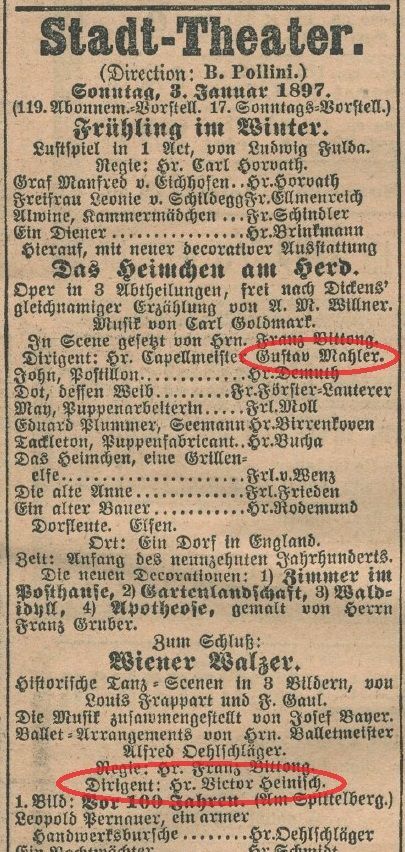 Stadt-Theater.
(Direction: B. Pollini.)
Sonntag, 3. Januar 1897.
(119. Abonnem.-Vorstell. 17. Sonntags-Vorstell.)
Frühling im Winter.
Lustspiel in 1 Act, von Ludwig Fulda.
Regie: Hr. Carl Horvath.
Graf Manfred v. Eichhofen..Hr.Horvath
Freifrau Leonie v. SchildeggFr.Ellmenreich
Alwine, Kammermädchen ...Fr.Schindler
Ein Diener................Hr.Brinkmann
Hierauf, mit neuer decorativer Ausstattung
Das Heimchen am Herd.
Oper in 3 Abtheilungen, frei nach Dickens'
gleichnamiger Erzählung von A. M. Willner.
Musik von Carl Goldmark.
In Scene gesetzt von Hrn. Franz Bittong.
Dirigent: Hr. Capellmeiste Gustav Mahler.
John, Postillon............Hr.Demuth
Dot, dessen Weib........Fr.Förster-Lauterer
May, Puppenarbeiterin.....Frl.Moll
Eduard Plummer, Seemann Hr.Birrenkoven
Tackleton, Puppenfabricant..Hr.Bucha
Das Heimchen, eine Grillen-
elfe....................Frl.v.Wenz
Die alte Anne.............Frl.Frieden
Ein alter Bauer...........Hr.Rodemund
Dorfleute. Elfen.
Ort: Ein Dorf in England.
Zeit: Anfang des neunzehnten Jahrhunderts.
Die neuen Decorationen: 1) Zimmer im
Posthause, 2) Gartenlandschaft, 3) Wald-
idyll, 4) Apotheose, gemalt von Herrn
Franz Gruber.
Zum Schluß:
Wiener Walzer.
Historische Tanz-Scenen in 3 Bildern, von
Louis Frappart und F. Gaul.
Die Musik zusammengestellt von Josef Bayer.
Ballet-Arrangements von Hrn. Balletmeister
Alfred Oehlschläger.
Regie: Hr. Franz Bittong.
Dirigent: Hr. Victor Heinisch.
1. Bild: Vor 100 Jahren. (Am Spittelberg.)
Leopold Pernauer, ein armer
Handwerksbursche .......Hr.Oehlschläger
Ein Nachtwächter Hr.Schmidt